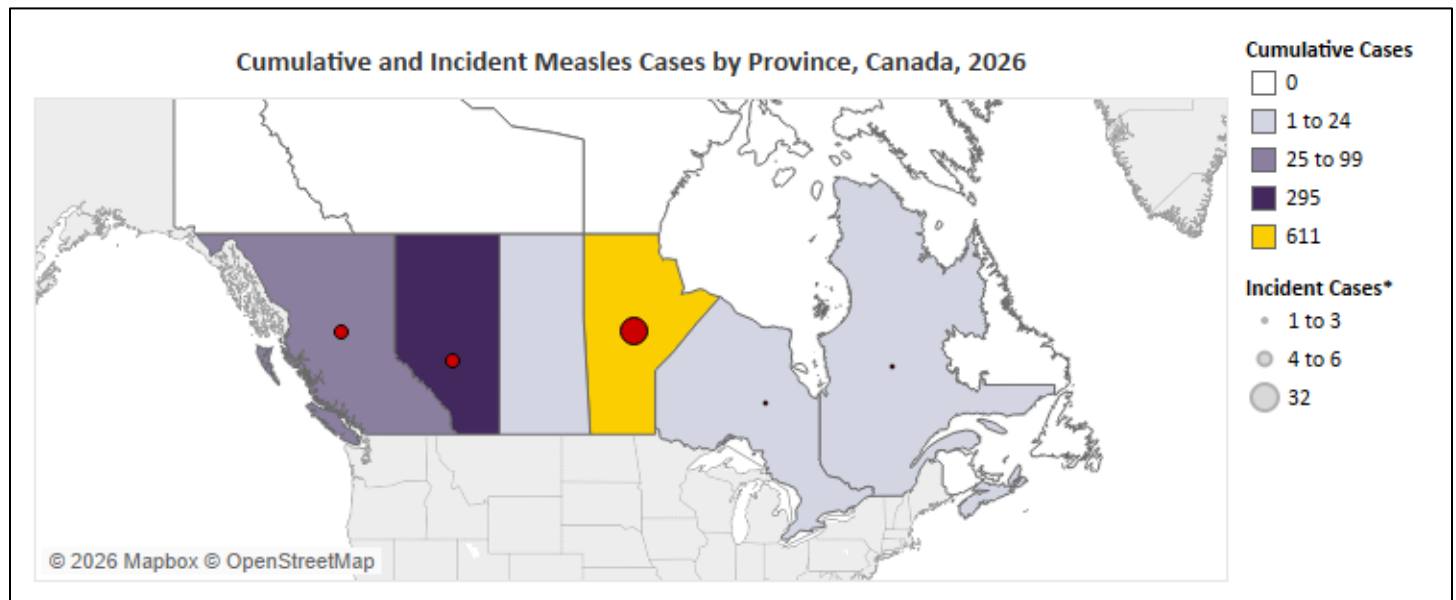 Cumulative and Incident Measles Cases by Province, Canada, 2026
Cumulative Cases
0
1 to 24
25 to 99
295
611
Incident Cases*
1 to 3
4 to 6
32
© 2026 Mapbox © OpenStreetMap